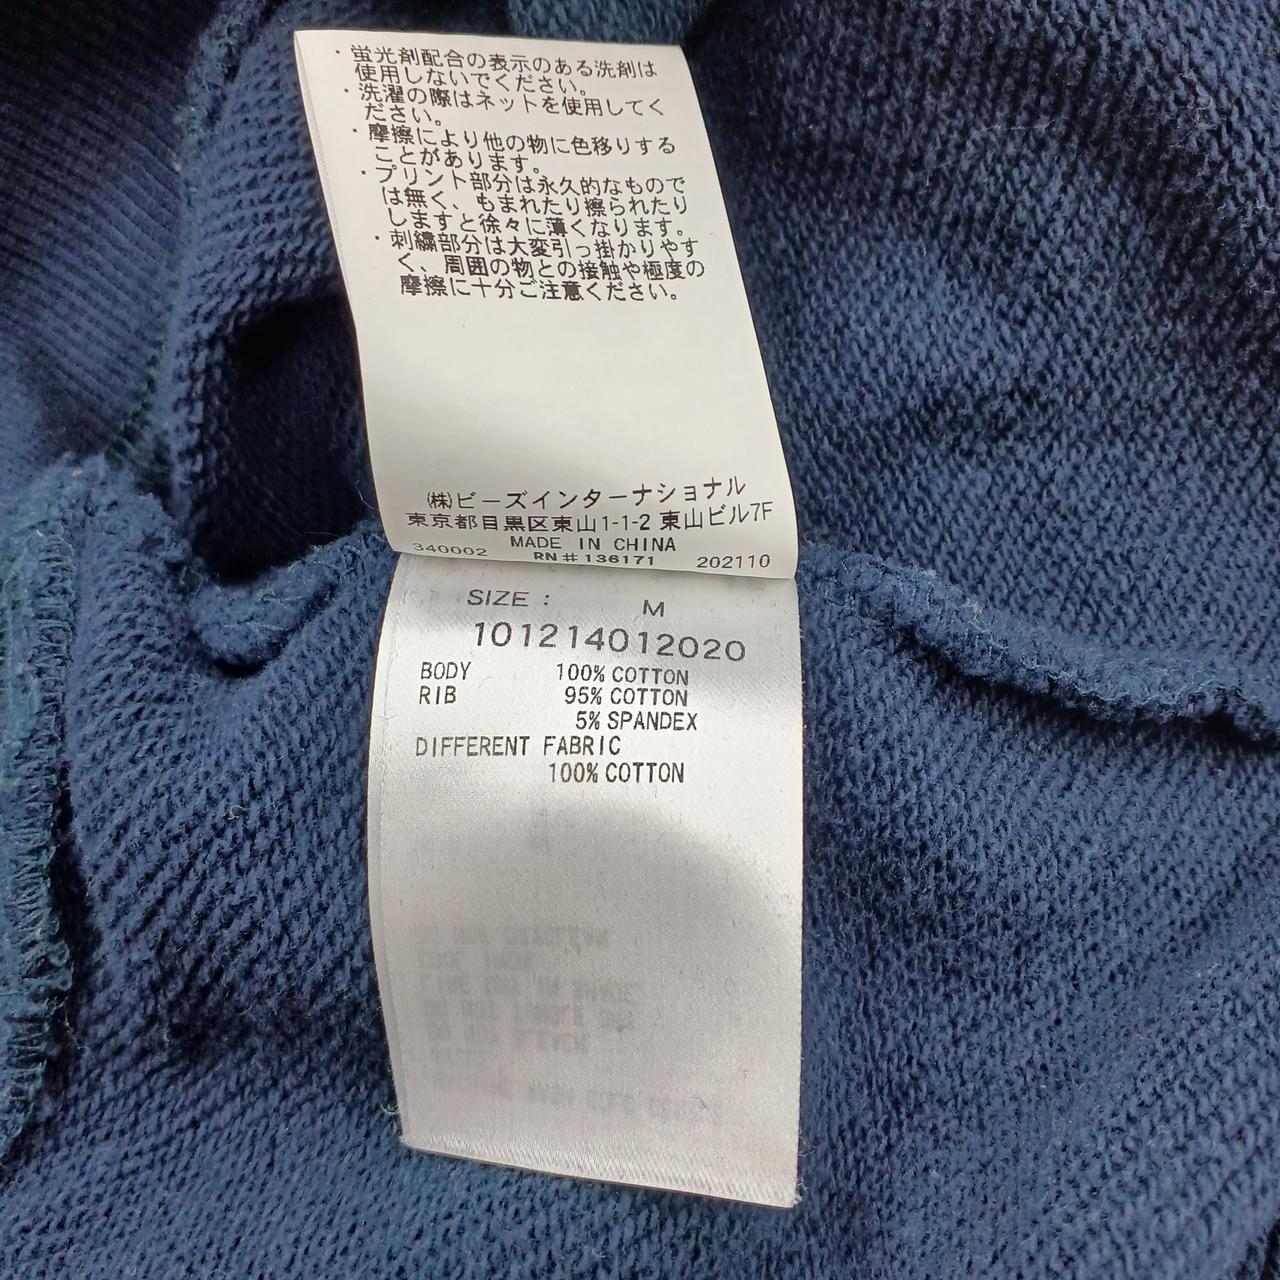 ・蛍光剤配合の表示のある洗剤は
使用しないでください。
・洗濯の際はネットを使用してく
ださい。
・摩擦により他の物に色移りする
ことがあります。
・プリント部分は永久的なもので
は無く、もまれたり擦られたり
しますと徐々に薄くなります。
・刺繍部分は大変引っ掛かりやす
く、周囲の物との接触や極度の
摩擦に十分ご注意ください。
㈱ビーズインターナショナル
東京都目黒区東山1-1-2 東山ビル7F
MADE IN CHINA
340002 RN#136171 202110
SIZE : M
101214012020
BODY 100% COTTON
RIB 95% COTTON
5% SPANDEX
DIFFERENT FABRIC
100% COTTON